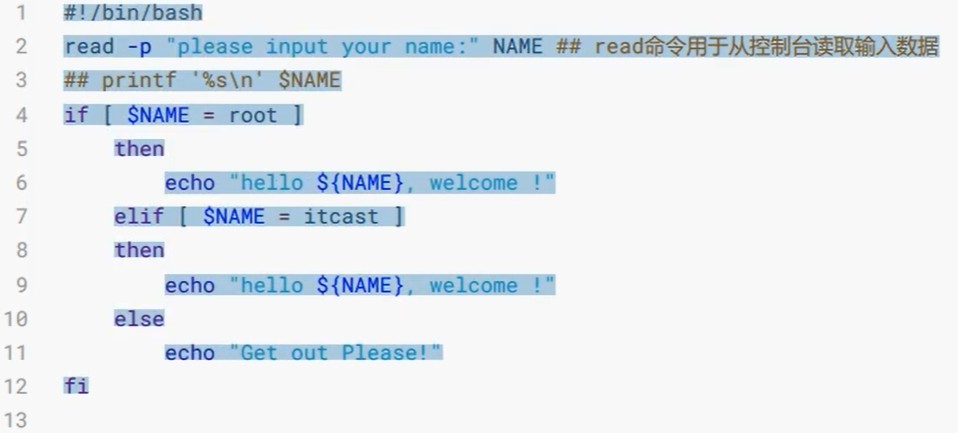 1 #!/bin/bash
2 read -p "please input your name:" NAME ## read命令用于从控制台读取输入数据
3 ## printf '%s\n' $NAME
4 if [ $NAME = root ]
5 then
6 echo "hello ${NAME}, welcome !"
7 elif [ $NAME = itcast ]
8 then
9 echo "hello ${NAME}, welcome !"
10 else
11 echo "Get out Please!"
12 fi
13